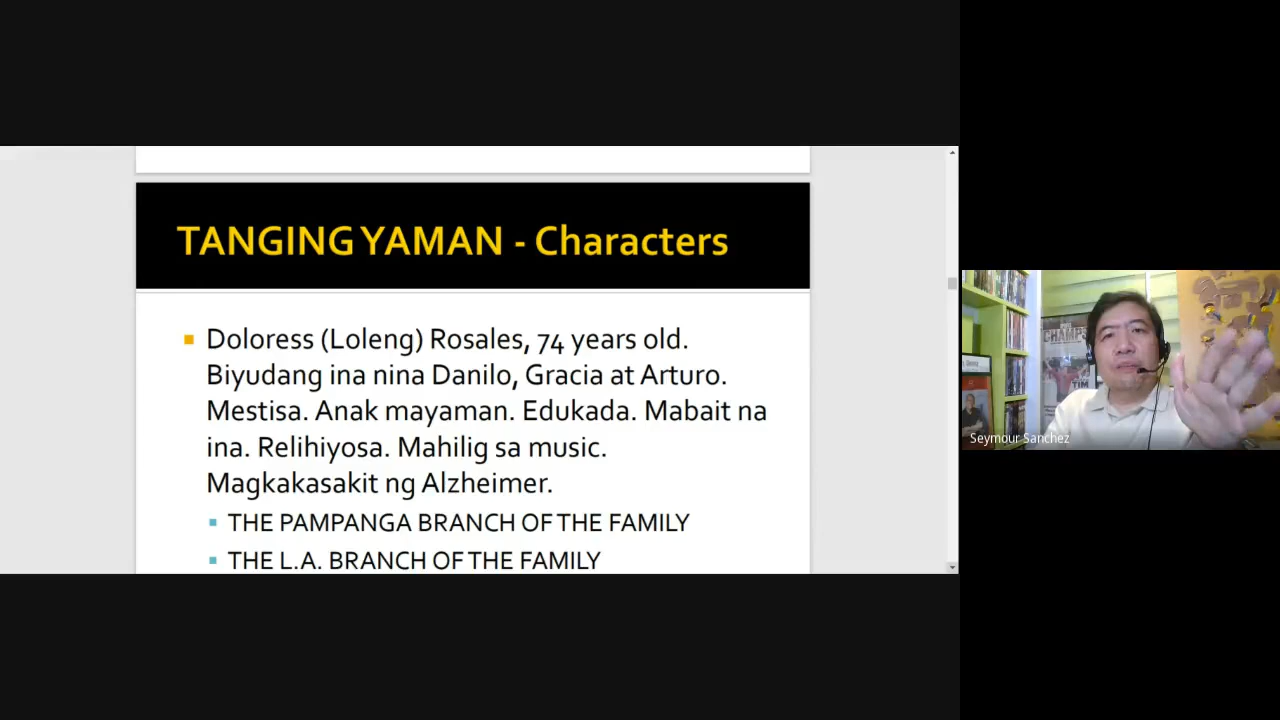 TANGING YAMAN - Characters
Doloress (Loleng) Rosales, 74 years old.
Biyudang ina nina Danilo, Gracia at Arturo.
Mestisa. Anak mayaman. Edukada. Mabait na
ina. Relihiyosa. Mahilig sa music.
Magkakasakit ng Alzheimer.
THE PAMPANGA BRANCH OF THE FAMILY
THE L.A. BRANCH OF THE FAMILY
TIM
Seymour Sanchez